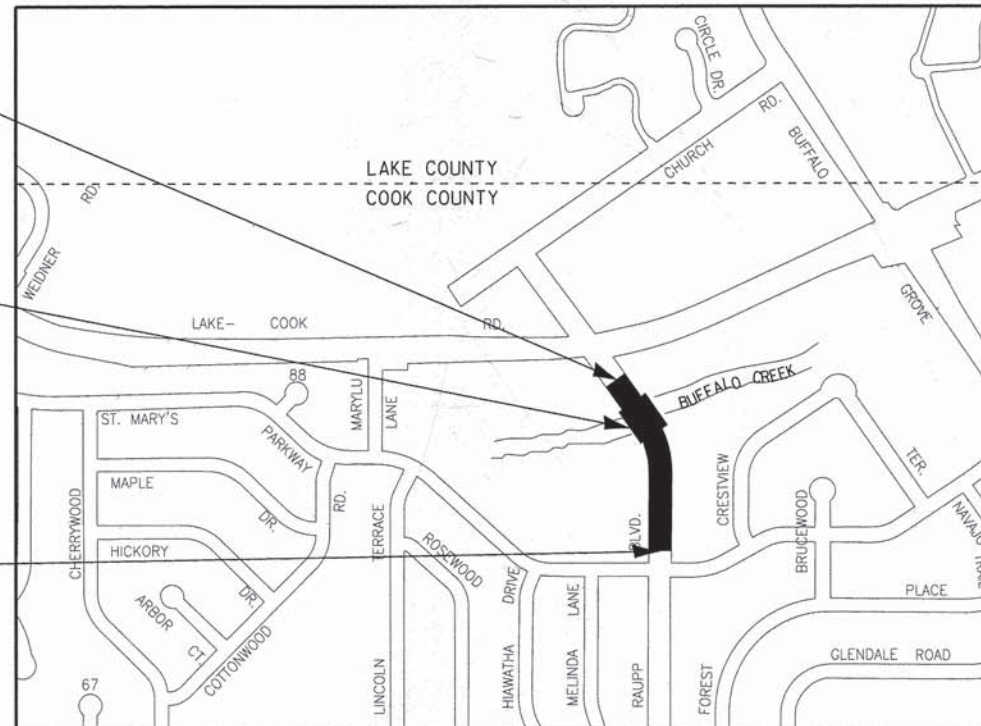 CIRCLE DR.
CHURCH RD.
BUFFALO
LAKE COUNTY
COOK COUNTY
WEIDNER RD.
GROVE
LAKE- COOK RD.
BUFFALO CREEK
88
ST. MARY'S
PARKWAY
MARYLU
LANE
MAPLE
DR.
HICKORY
DR.
CHERRYWOOD
ARBOR
CT.
COTTONWOOD
RD.
67
TERRACE
LINCOLN
ROSEWOOD
HIAWATHA
DRIVE
MELINDA
LANE
BLVD.
RAUPP
CRESTVIEW
TER.
BRUCEWOOD
NAVAJO
PLACE
FOREST
GLENDALE ROAD